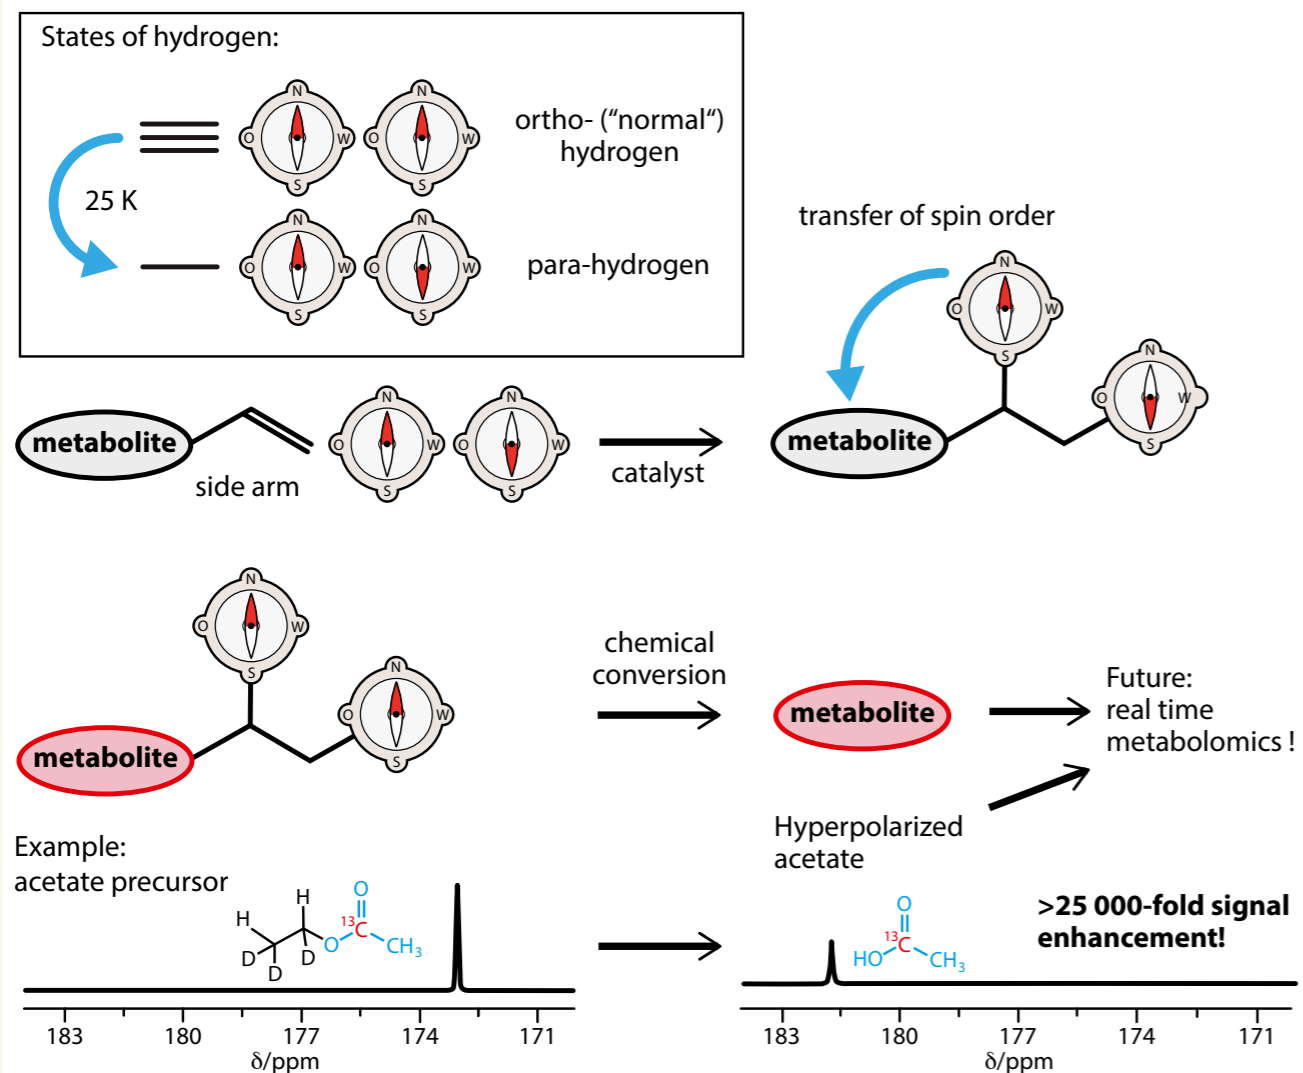 States of hydrogen:
N
N
O
W
O
W
S
S
ortho- (“normal“)
hydrogen
25 K
N
N
O
W
O
W
S
S
para-hydrogen
transfer of spin order
N
O
W
S
N
O
W
S
metabolite
side arm
N
N
O
W
O
W
S
S
catalyst
metabolite
N
O
W
S
N
O
W
S
metabolite
chemical
conversion
metabolite
Future:
real time
metabolomics !
Hyperpolarized
acetate
Example:
acetate precursor
H
H
O
13C
O
CH3
D
D
D
O
13C
HO
CH3
>25 000-fold signal
enhancement!
183 180 177 174 171
δ/ppm
183 180 177 174 171
δ/ppm